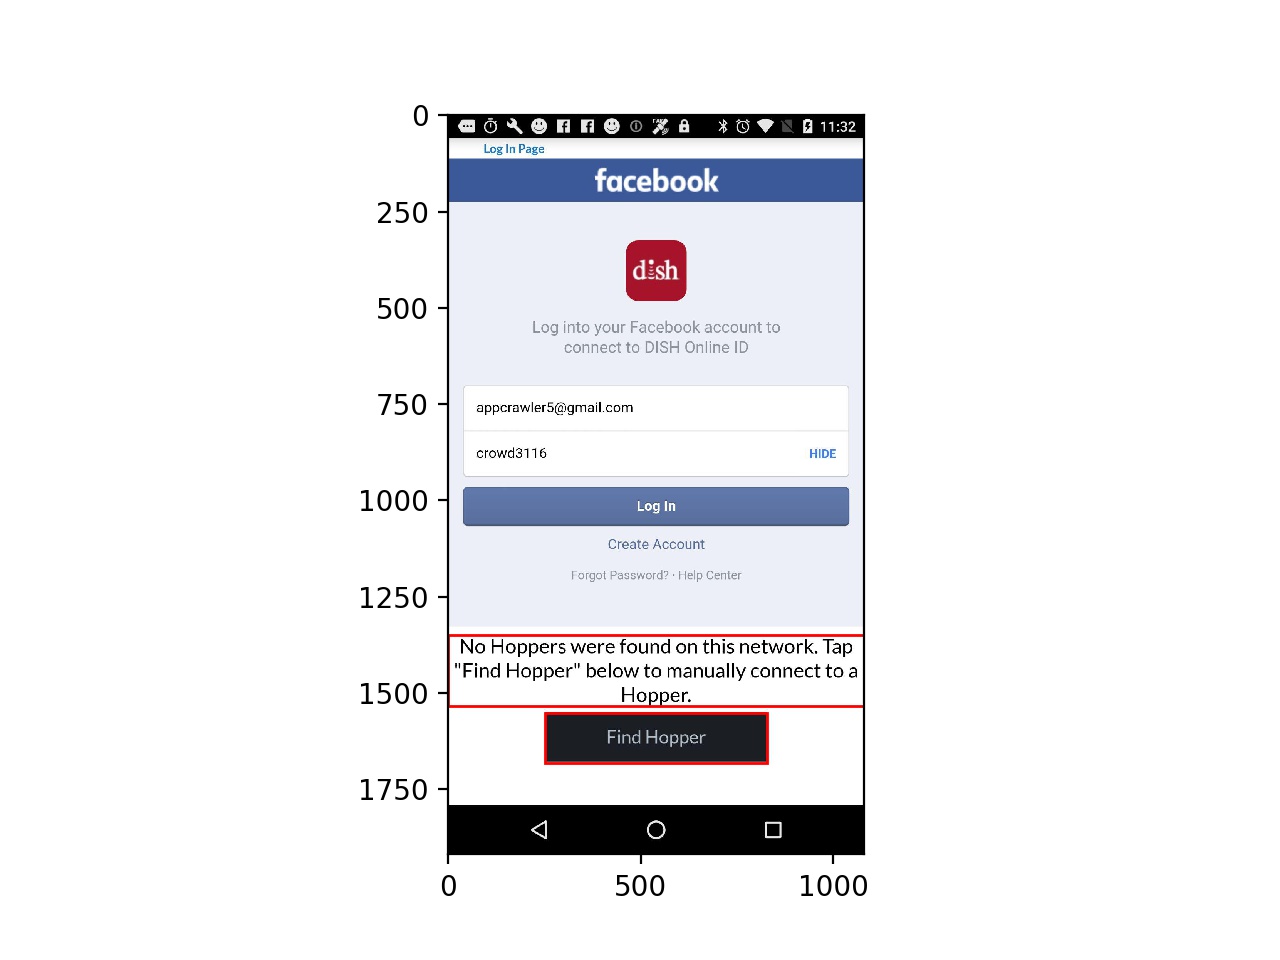 0
250
500
750
1000
1250
1500
1750
0
500
1000
11:32
Log In Page
facebook
dish
Log into your Facebook account to
connect to DISH Online ID
appcrawler5@gmail.com
crowd3116
HIDE
Log In
Create Account
Forgot Password? · Help Center
No Hoppers were found on this network. Tap
"Find Hopper" below to manually connect to a
Hopper.
Find Hopper